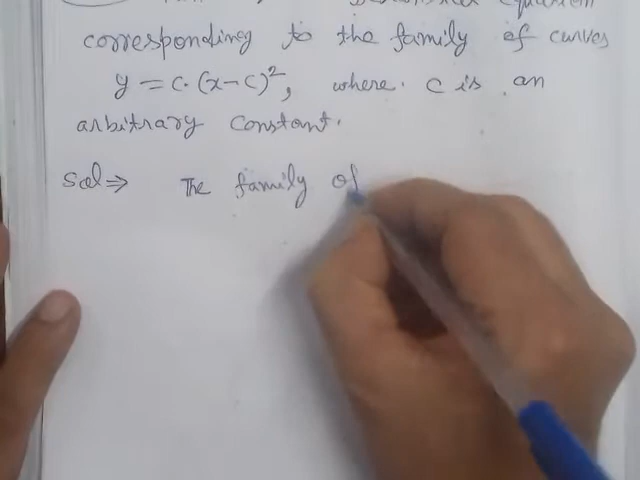 corresponding to the family of curves
y = c.(x-c)², where. c is an
arbitrary constant.
Sol⇒ The family of